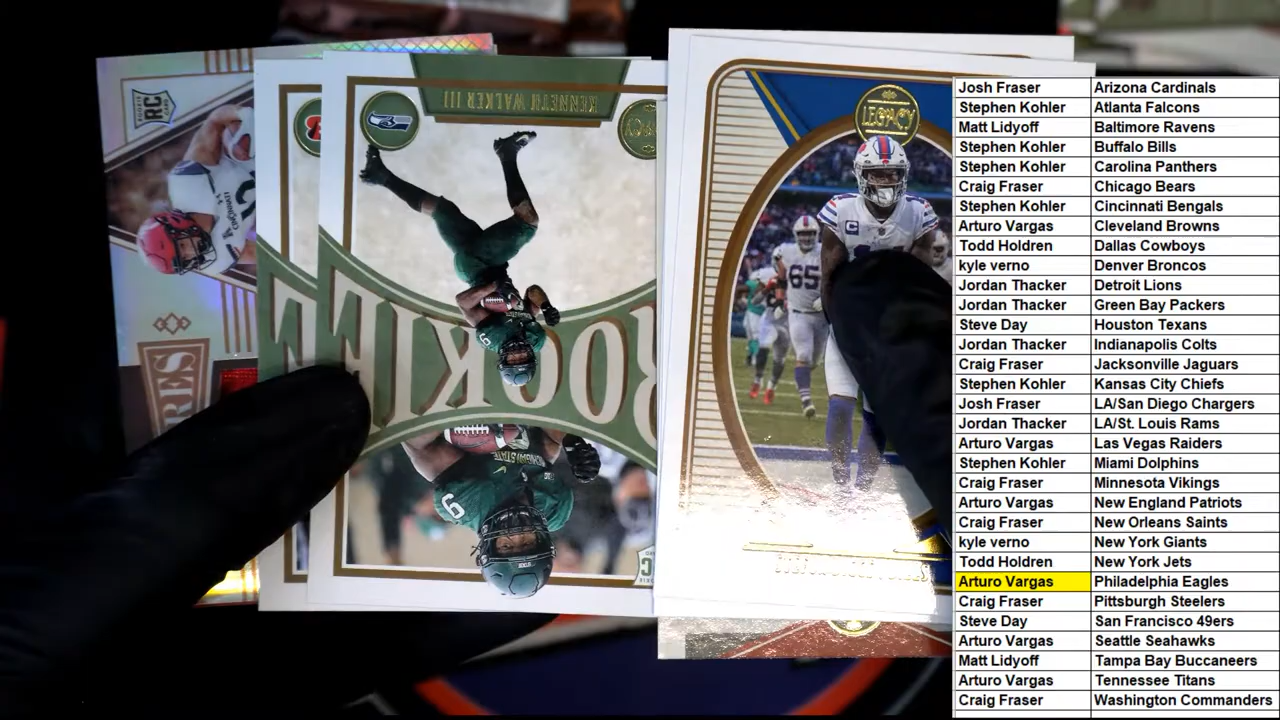 RC
KENNETH WALKER III
LEGACY
LEGACY
65
C
9
ROOKIE
9
Josh Fraser Arizona Cardinals
Stephen Kohler Atlanta Falcons
Matt Lidyoff Baltimore Ravens
Stephen Kohler Buffalo Bills
Stephen Kohler Carolina Panthers
Craig Fraser Chicago Bears
Stephen Kohler Cincinnati Bengals
Arturo Vargas Cleveland Browns
Todd Holdren Dallas Cowboys
kyle verno Denver Broncos
Jordan Thacker Detroit Lions
Jordan Thacker Green Bay Packers
Steve Day Houston Texans
Jordan Thacker Indianapolis Colts
Craig Fraser Jacksonville Jaguars
Stephen Kohler Kansas City Chiefs
Josh Fraser LA/San Diego Chargers
Jordan Thacker LA/St. Louis Rams
Arturo Vargas Las Vegas Raiders
Stephen Kohler Miami Dolphins
Craig Fraser Minnesota Vikings
Arturo Vargas New England Patriots
Craig Fraser New Orleans Saints
kyle verno New York Giants
Todd Holdren New York Jets
Arturo Vargas Philadelphia Eagles
Craig Fraser Pittsburgh Steelers
Steve Day San Francisco 49ers
Arturo Vargas Seattle Seahawks
Matt Lidyoff Tampa Bay Buccaneers
Arturo Vargas Tennessee Titans
Craig Fraser Washington Commanders